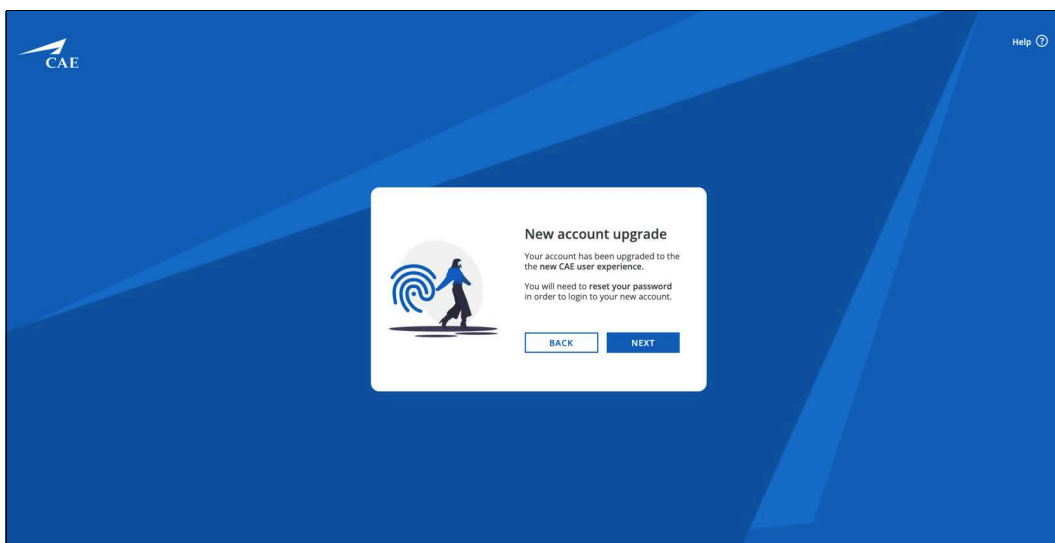 CAE
Help ?
New account upgrade
Your account has been upgraded to the
the new CAE user experience.
You will need to reset your password
in order to login to your new account.
BACK NEXT